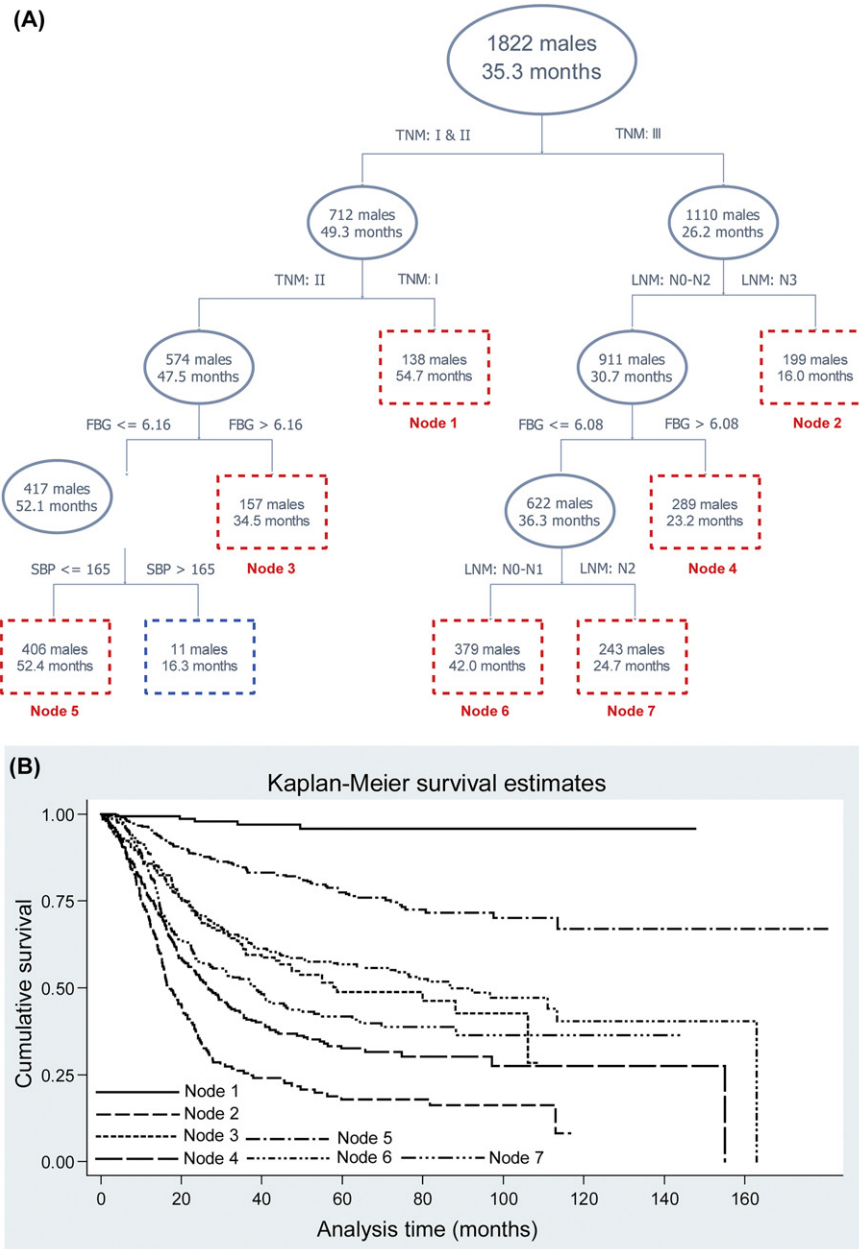 (A)
1822 males
35.3 months
TNM: I & II
TNM: III
712 males
49.3 months
1110 males
26.2 months
TNM: II
TNM: I
LNM: N0-N2
LNM: N3
574 males
47.5 months
138 males
54.7 months
Node 1
911 males
30.7 months
199 males
16.0 months
Node 2
FBG <= 6.16
FBG > 6.16
FBG <= 6.08
FBG > 6.08
417 males
52.1 months
157 males
34.5 months
Node 3
622 males
36.3 months
289 males
23.2 months
Node 4
SBP <= 165
SBP > 165
LNM: N0-N1
LNM: N2
406 males
52.4 months
Node 5
11 males
16.3 months
379 males
42.0 months
Node 6
243 males
24.7 months
Node 7
(B)
Kaplan-Meier survival estimates
Cumulative survival
1.00
0.75
0.50
0.25
0.00
Node 1
Node 2
Node 3
Node 4
Node 5
Node 6
Node 7
0 20 40 60 80 100 120 140 160
Analysis time (months)